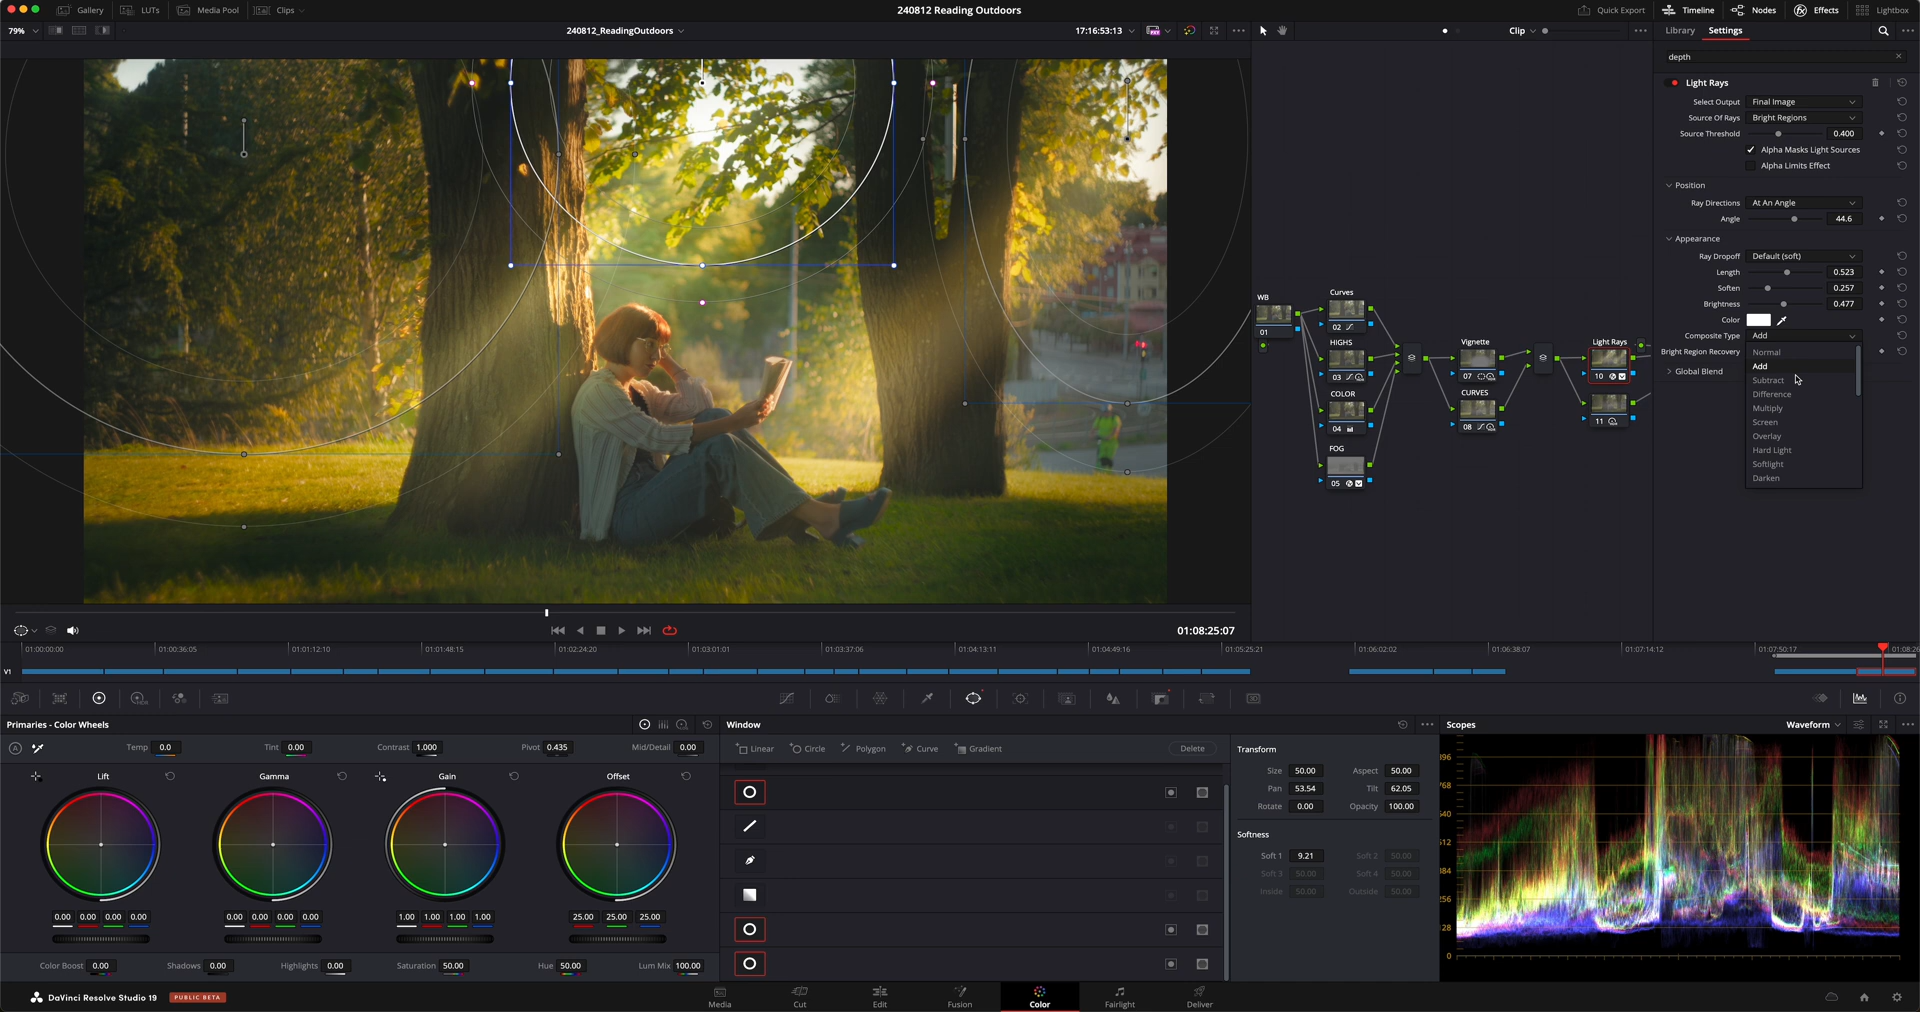 Gallery LUTs Media Pool Clips 240812 Reading Outdoors Quick Export Timeline Nodes Effects Lightbox
79% 240812_ReadingOutdoors 17:16:53:13 Clip Library Settings
depth
Light Rays
Select Output Final Image
Source Of Rays Bright Regions
Source Threshold 0.400
Alpha Masks Light Sources
Alpha Limits Effect
Position
Ray Directions At An Angle
Angle 44.6
Appearance
Ray Dropoff Default (soft)
Length 0.523
Soften 0.257
Brightness 0.477
Color
Composite Type Add
Bright Region Recovery
Global Blend
Normal
Add
Subtract
Difference
Multiply
Screen
Overlay
Hard Light
Softlight
Darken
WB
01
Curves
02
HIGHS
03
COLOR
04
FOG
05
Vignette
07
CURVES
08
Light Rays
10
11
01:08:25:07
01:00:00:00 01:00:36:05 01:01:12:10 01:01:48:15 01:02:24:20 01:03:01:01 01:03:37:06 01:04:13:11 01:04:49:16 01:05:25:21 01:06:02:02 01:06:38:07 01:07:14:12 01:07:50:17 01:08:26
V1
Primaries - Color Wheels
Temp 0.0 Tint 0.00 Contrast 1.000 Pivot 0.435 Mid/Detail 0.00
Lift Gamma Gain Offset
0.00 0.00 0.00 0.00 0.00 0.00 0.00 0.00 1.00 1.00 1.00 1.00 25.00 25.00 25.00
Color Boost 0.00 Shadows 0.00 Highlights 0.00 Saturation 50.00 Hue 50.00 Lum Mix 100.00
Window
Linear Circle Polygon Curve Gradient Delete
Transform
Size 50.00 Aspect 50.00
Pan 53.54 Tilt 62.05
Rotate 0.00 Opacity 100.00
Softness
Soft 1 9.21 Soft 2 50.00
Soft 3 50.00 Soft 4 50.00
Inside 50.00 Outside 50.00
Scopes Waveform
896
768
640
512
384
256
128
0
DaVinci Resolve Studio 19 PUBLIC BETA
Media Cut Edit Fusion Color Fairlight Deliver